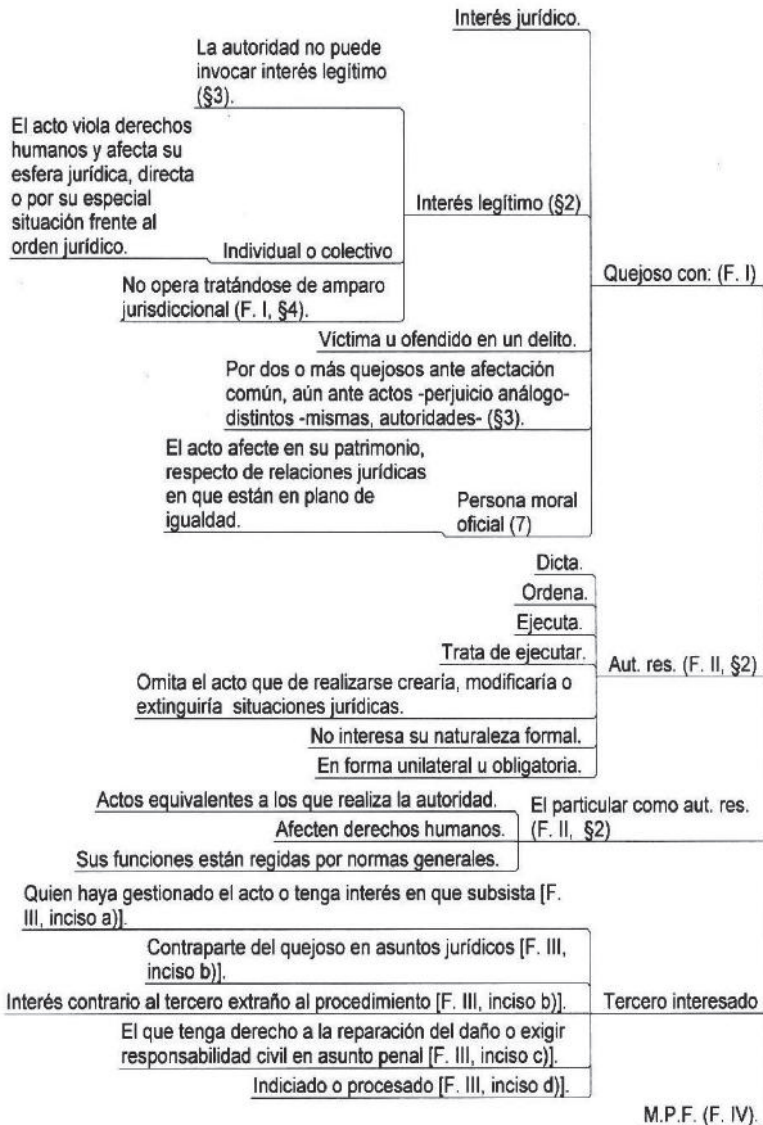 Interés jurídico.
La autoridad no puede
invocar interés legítimo
(§3).
El acto viola derechos
humanos y afecta su
esfera jurídica, directa
o por su especial
situación frente al
orden jurídico.
Individual o colectivo
Interés legítimo (§2)
No opera tratándose de amparo
jurisdiccional (F. I, §4).
Quejoso con: (F. I)
Víctima u ofendido en un delito.
Por dos o más quejosos ante afectación
común, aún ante actos -perjuicio análogo-
distintos -mismas, autoridades- (§3).
El acto afecte en su patrimonio,
respecto de relaciones jurídicas
en que están en plano de
igualdad.
Persona moral
oficial (7)
Dicta.
Ordena.
Ejecuta.
Trata de ejecutar.
Aut. res. (F. II, §2)
Omita el acto que de realizarse crearía, modificaría o
extinguiría situaciones jurídicas.
No interesa su naturaleza formal.
En forma unilateral u obligatoria.
Actos equivalentes a los que realiza la autoridad.
Afecten derechos humanos.
Sus funciones están regidas por normas generales.
El particular como aut. res.
(F. II, §2)
Quien haya gestionado el acto o tenga interés en que subsista [F.
III, inciso a)].
Contraparte del quejoso en asuntos jurídicos [F. III,
inciso b)].
Interés contrario al tercero extraño al procedimiento [F. III, inciso b)].
Tercero interesado
El que tenga derecho a la reparación del daño o exigir
responsabilidad civil en asunto penal [F. III, inciso c)].
Indiciado o procesado [F. III, inciso d)].
M.P.F. (F. IV).